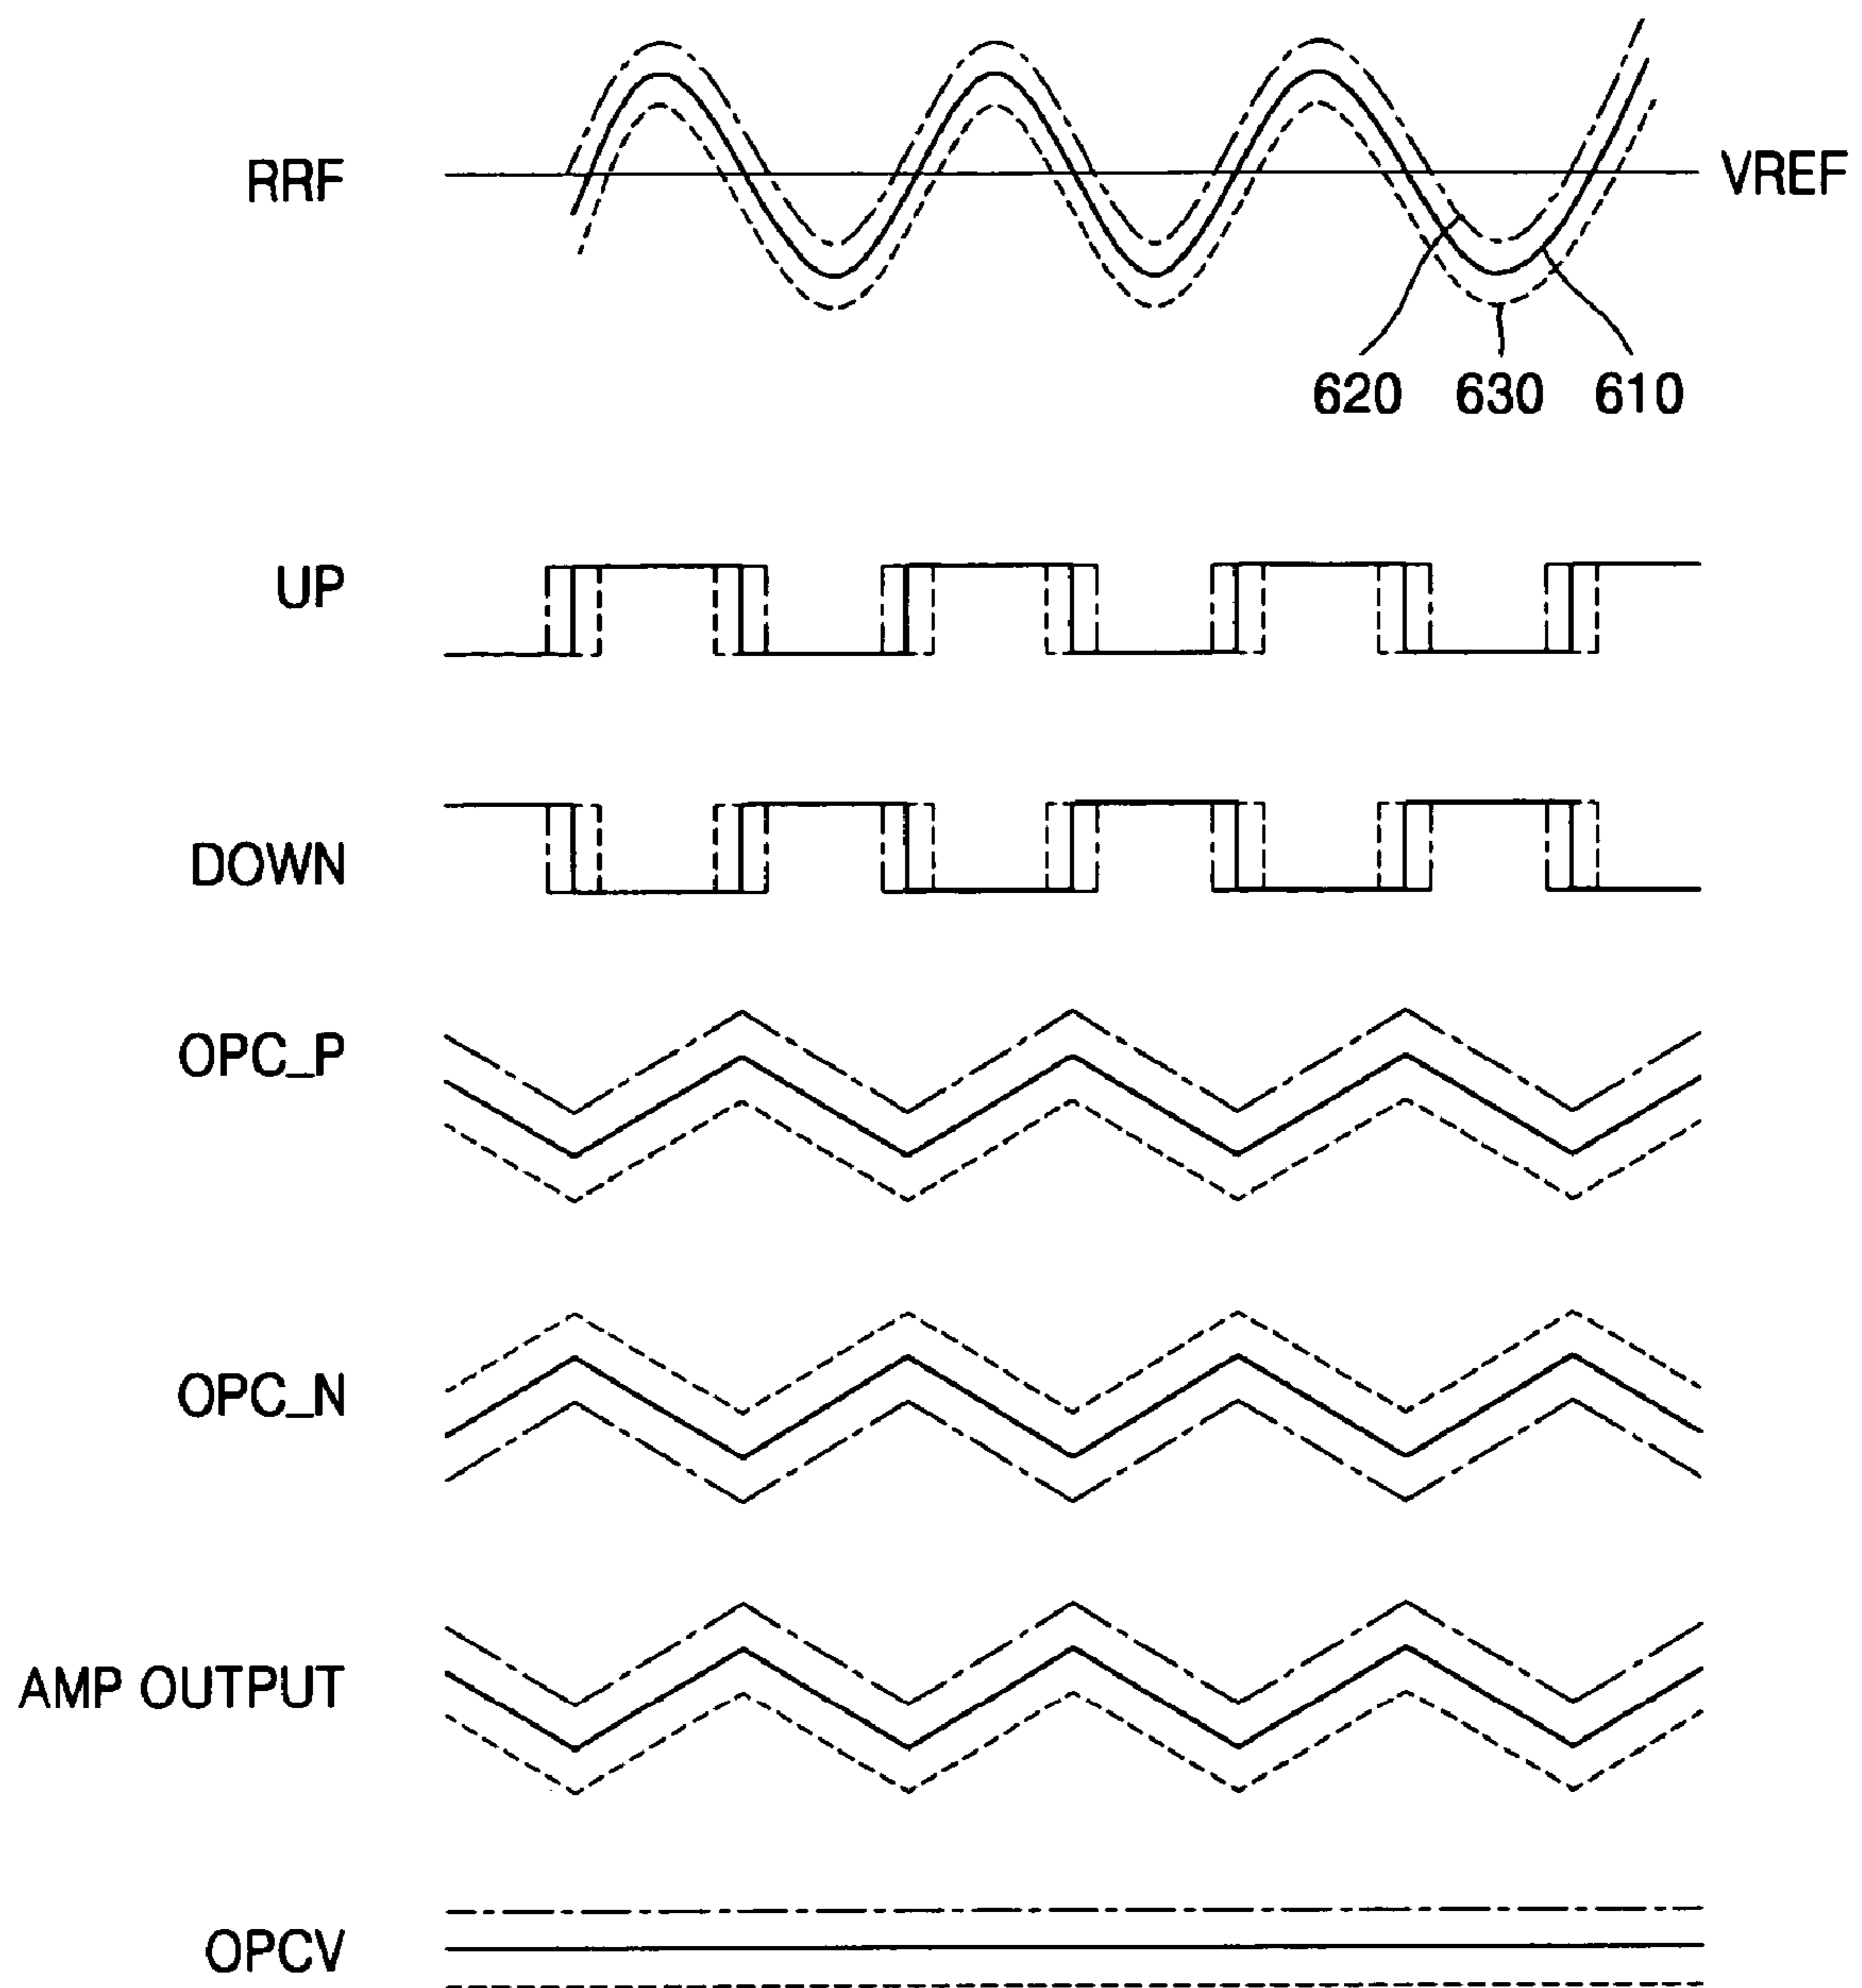 RRF
VREF
620 630 610
UP
DOWN
OPC_P
OPC_N
AMP OUTPUT
OPCV